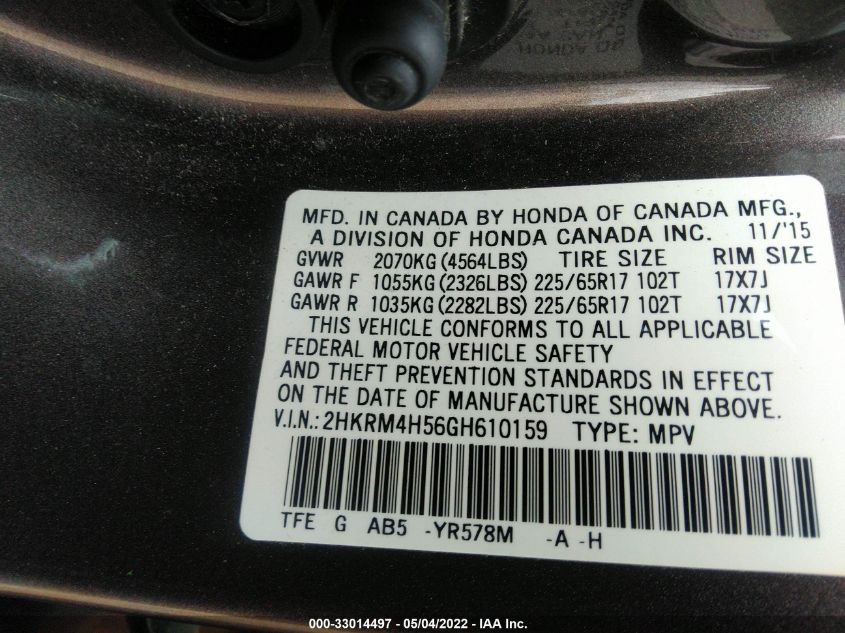 MFD. IN CANADA BY HONDA OF CANADA MFG.,
A DIVISION OF HONDA CANADA INC. 11/'15
GVWR 2070KG (4564LBS) TIRE SIZE RIM SIZE
GAWR F 1055KG (2326LBS) 225/65R17 102T 17X7J
GAWR R 1035KG (2282LBS) 225/65R17 102T 17X7J
THIS VEHICLE CONFORMS TO ALL APPLICABLE
FEDERAL MOTOR VEHICLE SAFETY
AND THEFT PREVENTION STANDARDS IN EFFECT
ON THE DATE OF MANUFACTURE SHOWN ABOVE.
V.I.N.: 2HKRM4H56GH610159 TYPE: MPV
TFE G AB5 -YR578M -A -H
000-33014497 - 05/04/2022 - IAA Inc.